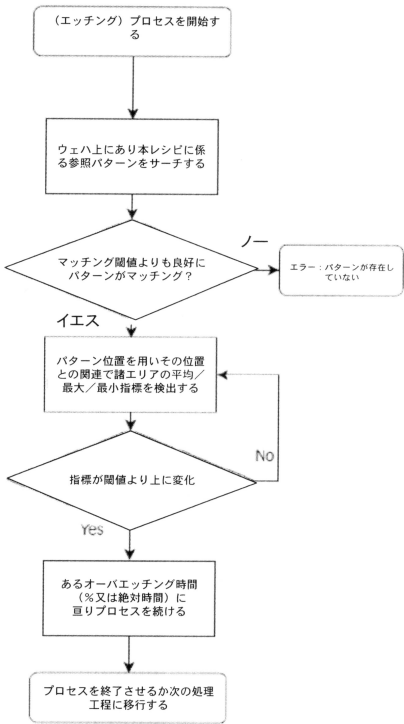 （エッチング）プロセスを開始す
る
ウェハ上にあり本レシピに係
る参照パターンをサーチする
マッチング閾値よりも良好に
パターンがマッチング？
ノー
エラー：パターンが存在し
ていない
イエス
パターン位置を用いその位置
との関連で諸エリアの平均／
最大／最小指標を検出する
No
指標が閾値より上に変化
Yes
あるオーバエッチング時間
（％又は絶対時間）に
亘りプロセスを続ける
プロセスを終了させるか次の処理
工程に移行する